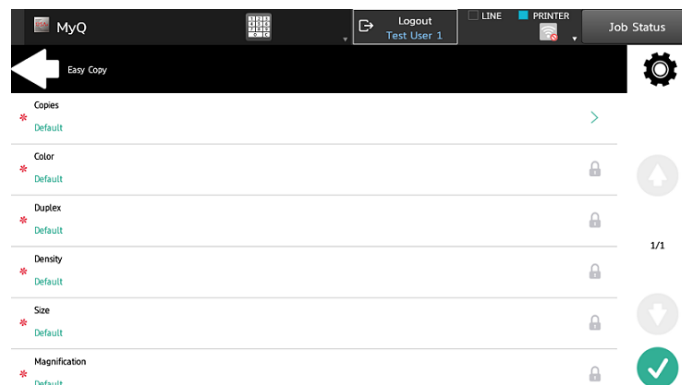 MyQ
Logout
Test User 1
LINE
PRINTER
Job Status
Easy Copy
Copies
Default
Color
Default
Duplex
Default
Density
Default
1/1
Size
Default
Magnification
Default